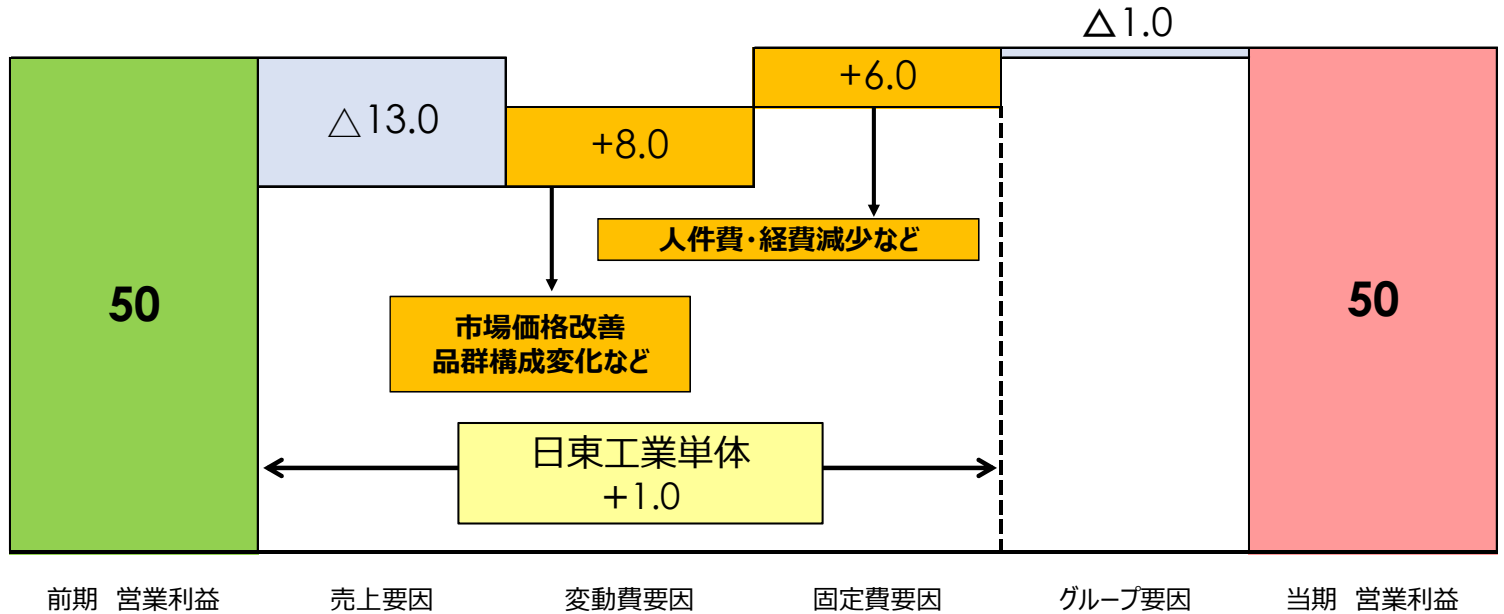 △1.0
+6.0
△13.0
+8.0
人件費・経費減少など
50
50
市場価格改善
品群構成変化など
日東工業単体
+1.0
前期 営業利益
売上要因
変動費要因
固定費要因
グループ要因
当期 営業利益